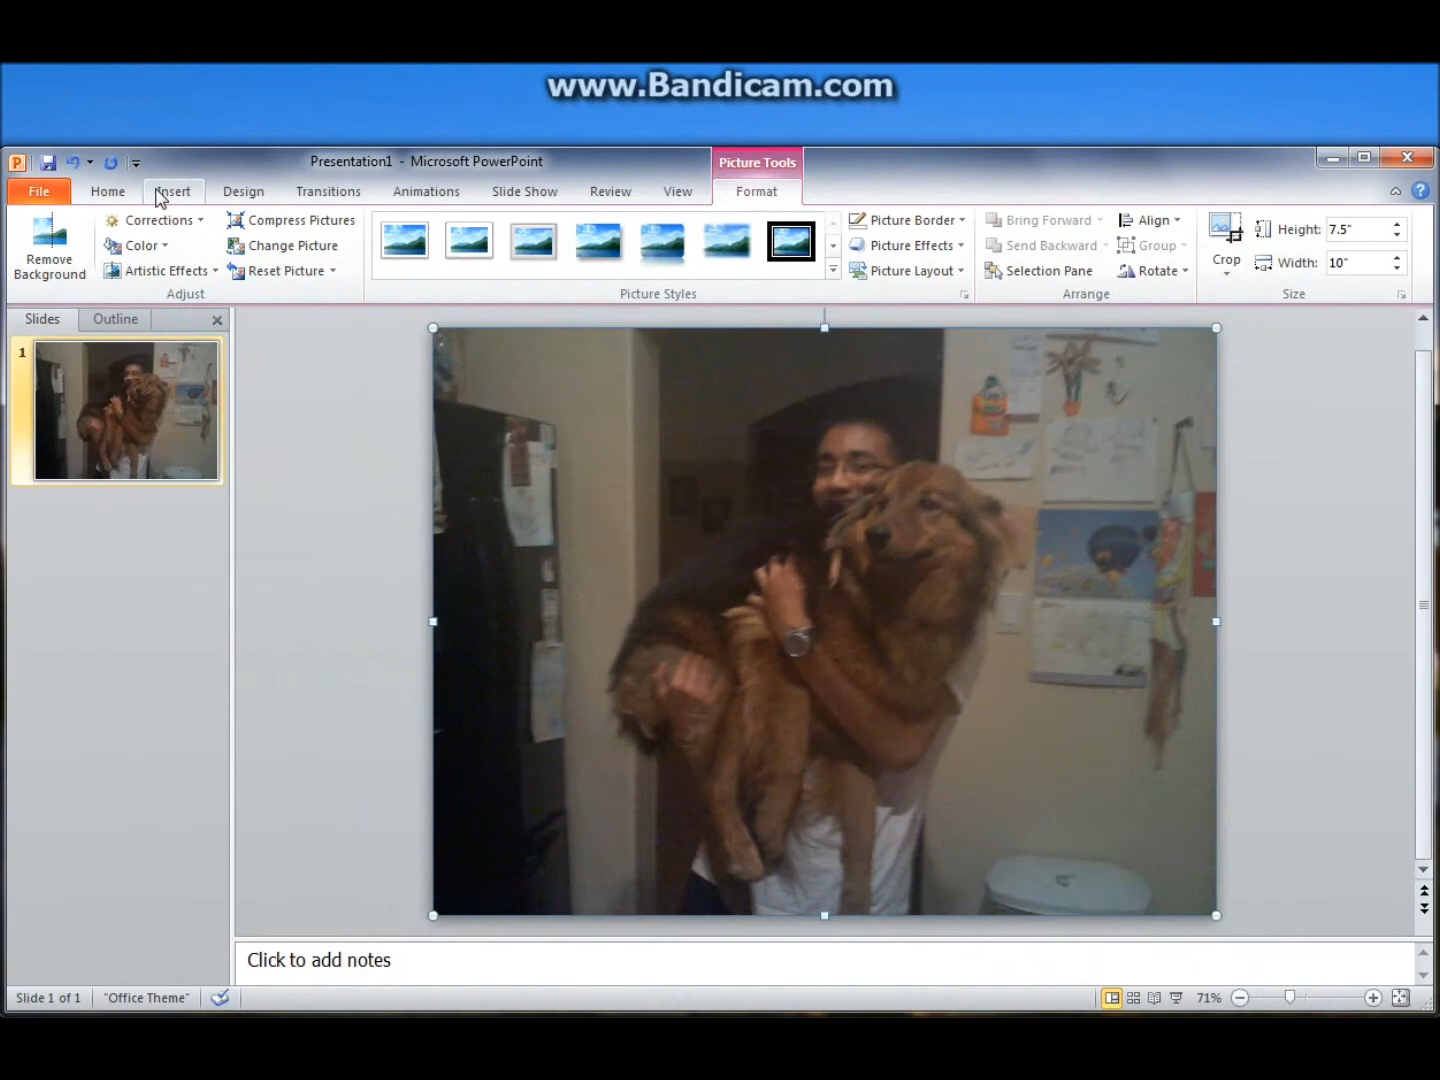 www.Bandicam.com
Presentation1 - Microsoft PowerPoint
Picture Tools
File Home Insert Design Transitions Animations Slide Show Review View Format
Remove Background
Corrections
Color
Artistic Effects
Compress Pictures
Change Picture
Reset Picture
Adjust
Picture Styles
Picture Border
Picture Effects
Picture Layout
Bring Forward
Send Backward
Selection Pane
Align
Group
Rotate
Arrange
Crop
Height: 7.5"
Width: 10"
Size
Slides Outline
1
Click to add notes
Slide 1 of 1 "Office Theme" 71%